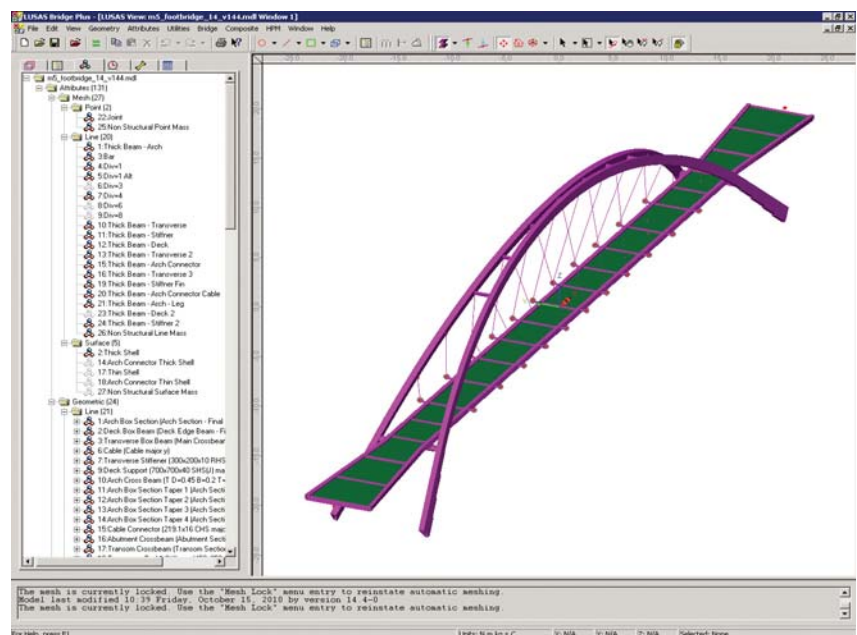 LUSAS Bridge Plus - [LUSAS View: m5_footbridge_14_v144.mdl Window 1]
File Edit View Geometry Attributes Utilities Bridge Composite HPM Window Help
m5_footbridge_14_v144.mdl
Attributes (131)
Mesh (27)
Point (2)
22:Joint
25:Non Structural Point Mass
Line (20)
1:Thick Beam - Arch
3:Bar
4:Div=1
5:Div=1 Alt
6:Div=3
7:Div=4
8:Div=6
9:Div=8
10:Thick Beam - Transverse
11:Thick Beam - Stiffner
12:Thick Beam - Deck
13:Thick Beam - Transverse 2
15:Thick Beam - Arch Connector
16:Thick Beam - Transverse 3
19:Thick Beam - Stiffner Fin
20:Thick Beam - Arch Connector Cable
21:Thick Beam - Arch - Leg
23:Thick Beam - Deck 2
24:Thick Beam - Stiffner 2
26:Non Structural Line Mass
Surface (5)
2:Thick Shell
14:Arch Connector Thick Shell
17:Thin Shell
18:Arch Connector Thin Shell
27:Non Structural Surface Mass
Geometric (24)
Line (21)
1:Arch Box Section (Arch Section - Final
2:Deck Box Beam (Deck Edge Beam - Fi
3:Transverse Box Beam (Main Crossbear
6:Cable (Cable major y)
7:Transverse Stiffener (300x200x10 RHS
9:Deck Support (700x700x40 SHS(J) ma
10:Arch Cross Beam (T D=0.45 B=0.2 T=
11:Arch Box Section Taper 1 (Arch Secti
12:Arch Box Section Taper 2 (Arch Secti
13:Arch Box Section Taper 3 (Arch Secti
14:Arch Box Section Taper 4 (Arch Secti
15:Cable Connector (219.1x16 CHS majc
16:Abutment Crossbeam (Abutment Section
17:Transom Crossbeam (Transom Section
The mesh is currently locked. Use the "Mesh Lock" menu entry to reinstate automatic meshing.
Model last modified 10:39 Friday, October 15, 2010 by version 14.4-0
The mesh is currently locked. Use the "Mesh Lock" menu entry to reinstate automatic meshing.
For Help, press F1 Units: N,m,kg,s,C X: N/A Y: N/A Z: N/A Selected: None